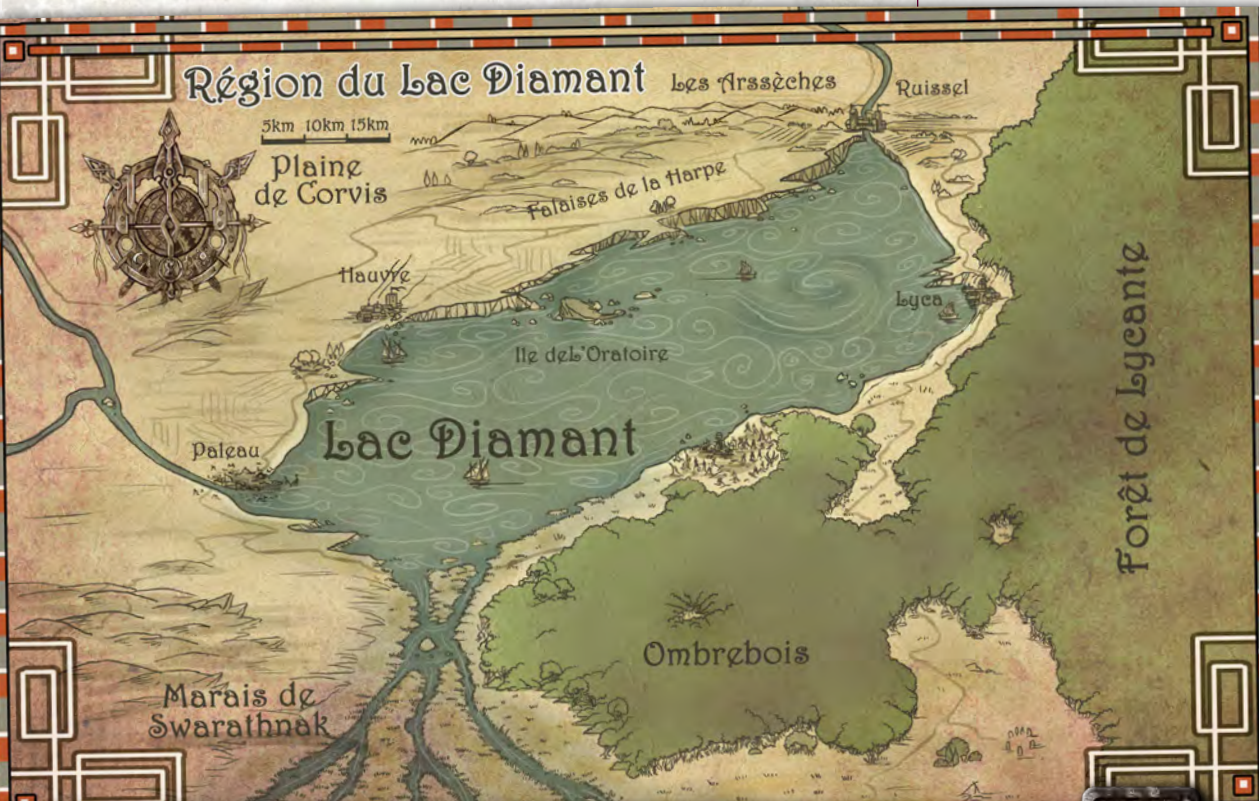 Région du Lac Diamant
Les Arssèches
Ruissel
5km 10km 15km
Plaine
de Corvis
Falaises de la Harpe
Hauvre
Lyca
Ile deL'Oratoire
Forêt de Lycante
Lac Diamant
Paleau
Ombrebois
Marais de
Swarathnak